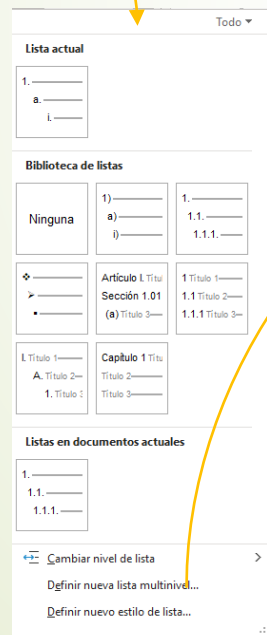 Todo
Lista actual
1.
a.
i.
Biblioteca de listas
Ninguna
1)
a)
i)
1.
1.1.
1.1.1.
Artículo I. Títu
Sección 1.01
(a) Título 3
1 Título 1
1.1 Título 2
1.1.1 Título 3
I. Título 1
A. Título 2
1. Título
Capítulo 1 Títu
Título 2
Título 3
Listas en documentos actuales
1.
1.1.
1.1.1.
Cambiar nivel de lista
Definir nueva lista multinivel...
Definir nuevo estilo de lista...